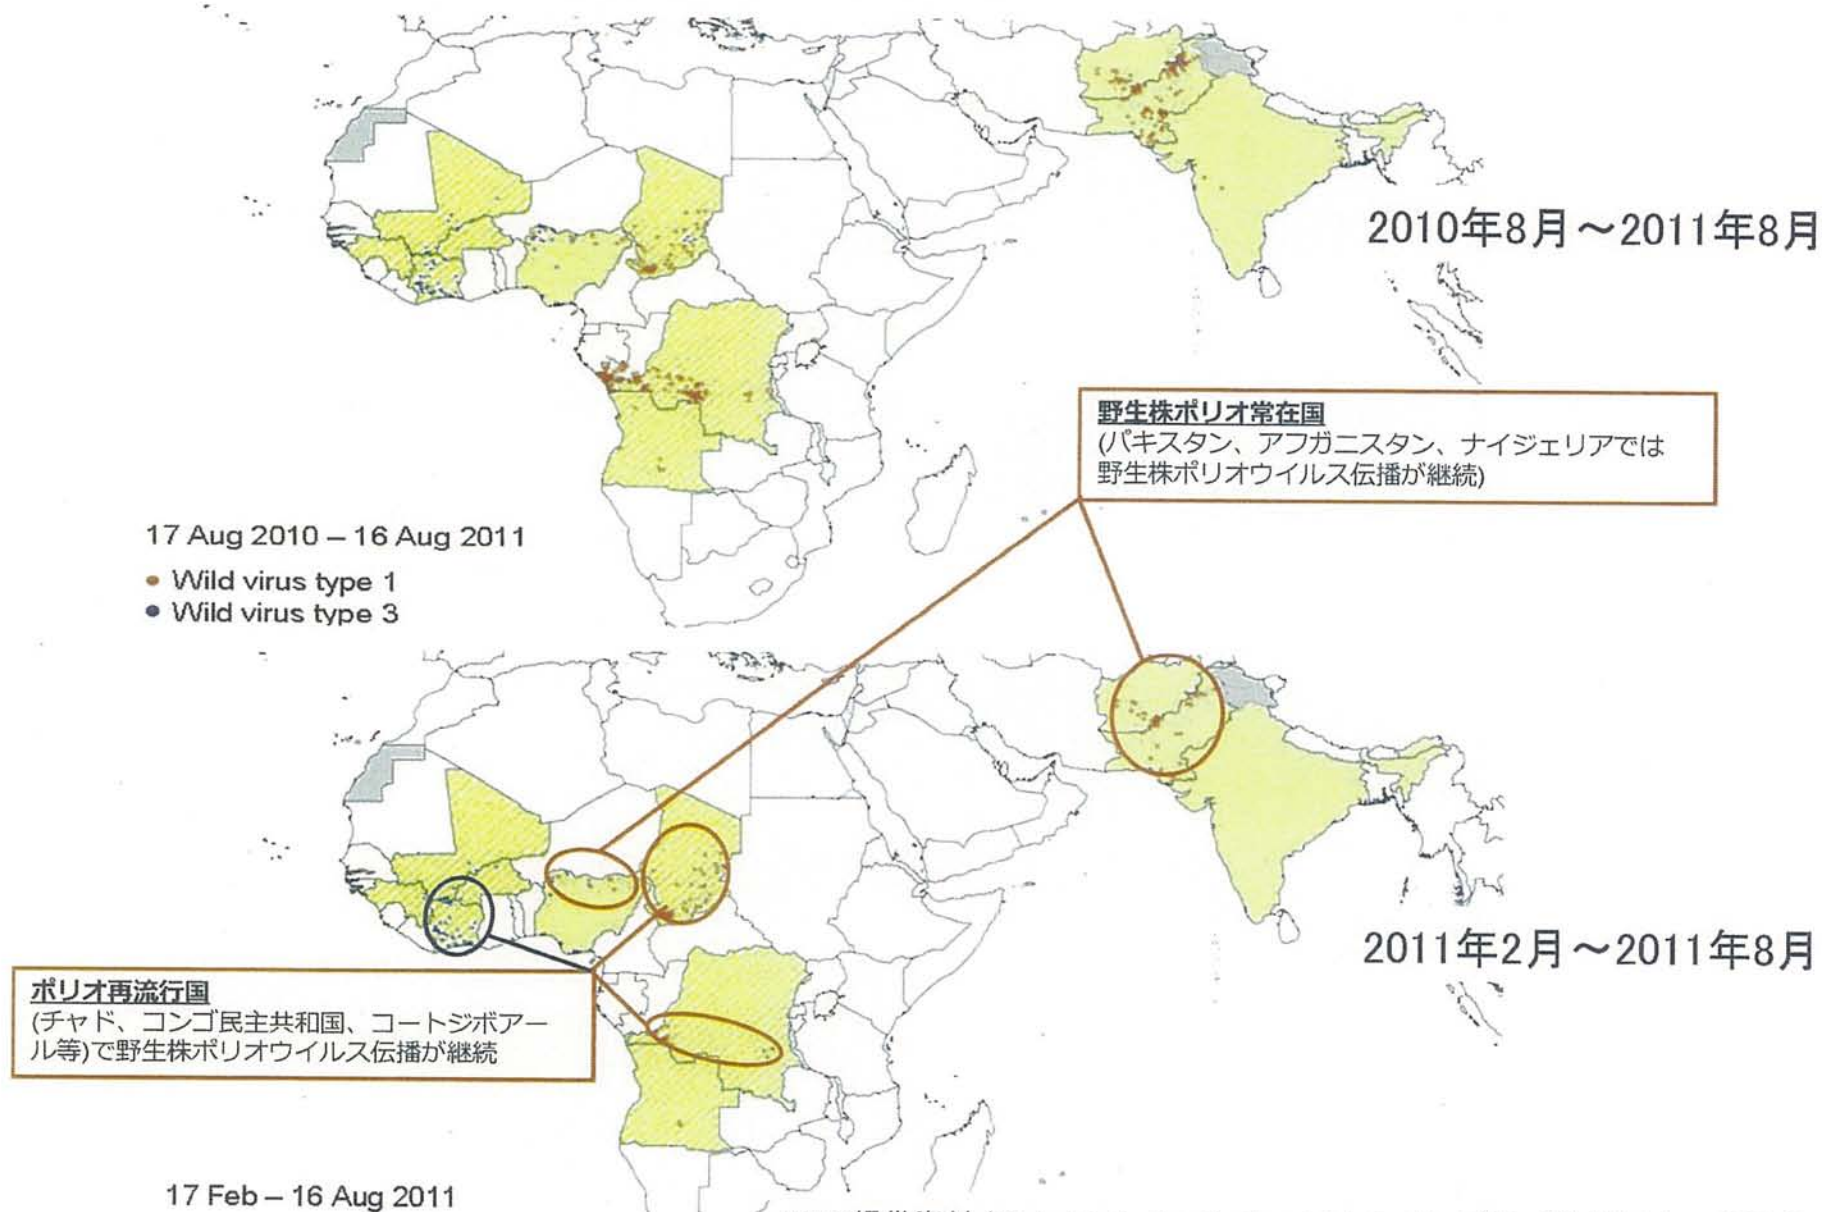 2010年8月～2011年8月
野生株ポリオ常在国
(パキスタン、アフガニスタン、ナイジェリアでは
野生株ポリオウイルス伝播が継続)
17 Aug 2010 – 16 Aug 2011
Wild virus type 1
Wild virus type 3
2011年2月～2011年8月
ポリオ再流行国
(チャド、コンゴ民主共和国、コートジボアー
ル等)で野生株ポリオウイルス伝播が継続
17 Feb – 16 Aug 2011